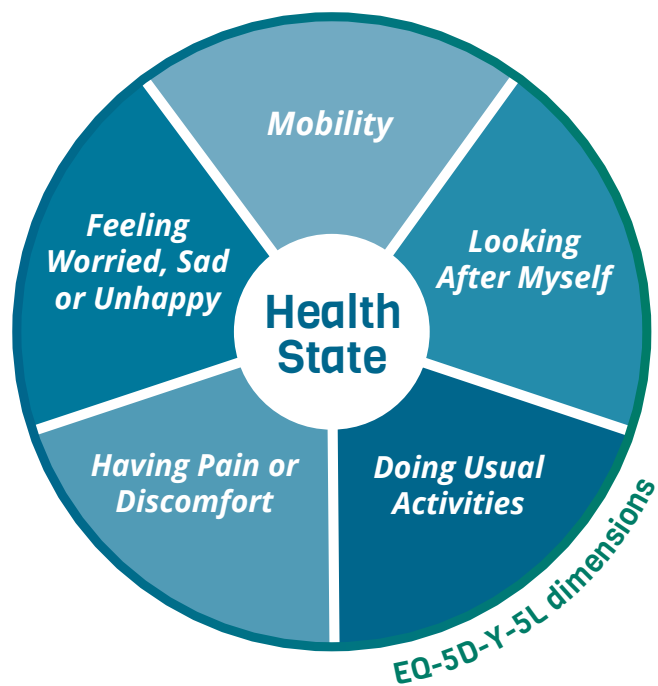 Mobility
Looking
After Myself
Doing Usual
Activities
Having Pain or
Discomfort
Feeling
Worried, Sad
or Unhappy
Health
State
EQ-5D-Y-5L dimensions